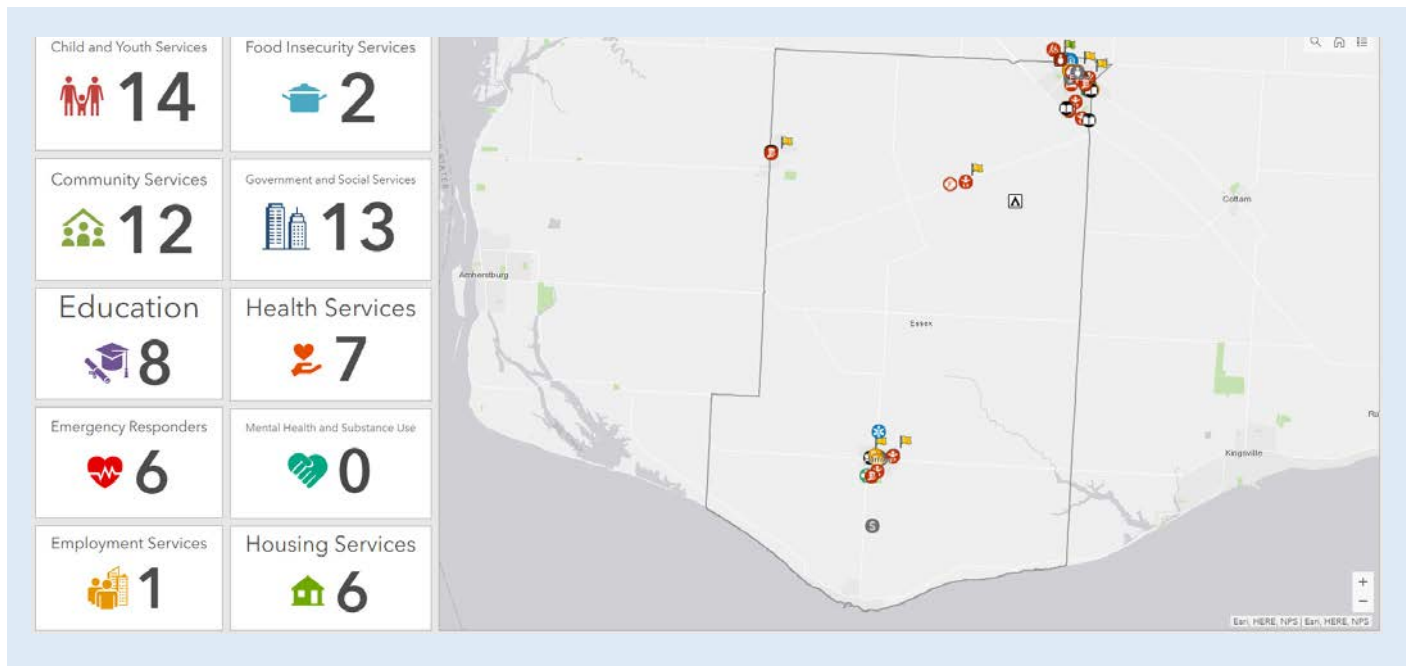 Child and Youth Services
14
Food Insecurity Services
2
Community Services
12
Government and Social Services
13
Education
8
Health Services
7
Emergency Responders
6
Mental Health and Substance Use
0
Employment Services
1
Housing Services
6
Cottam
Amherstburg
Essex
Kingsville
S
+
−
Esri, HERE, NPS | Esri, HERE, NPS